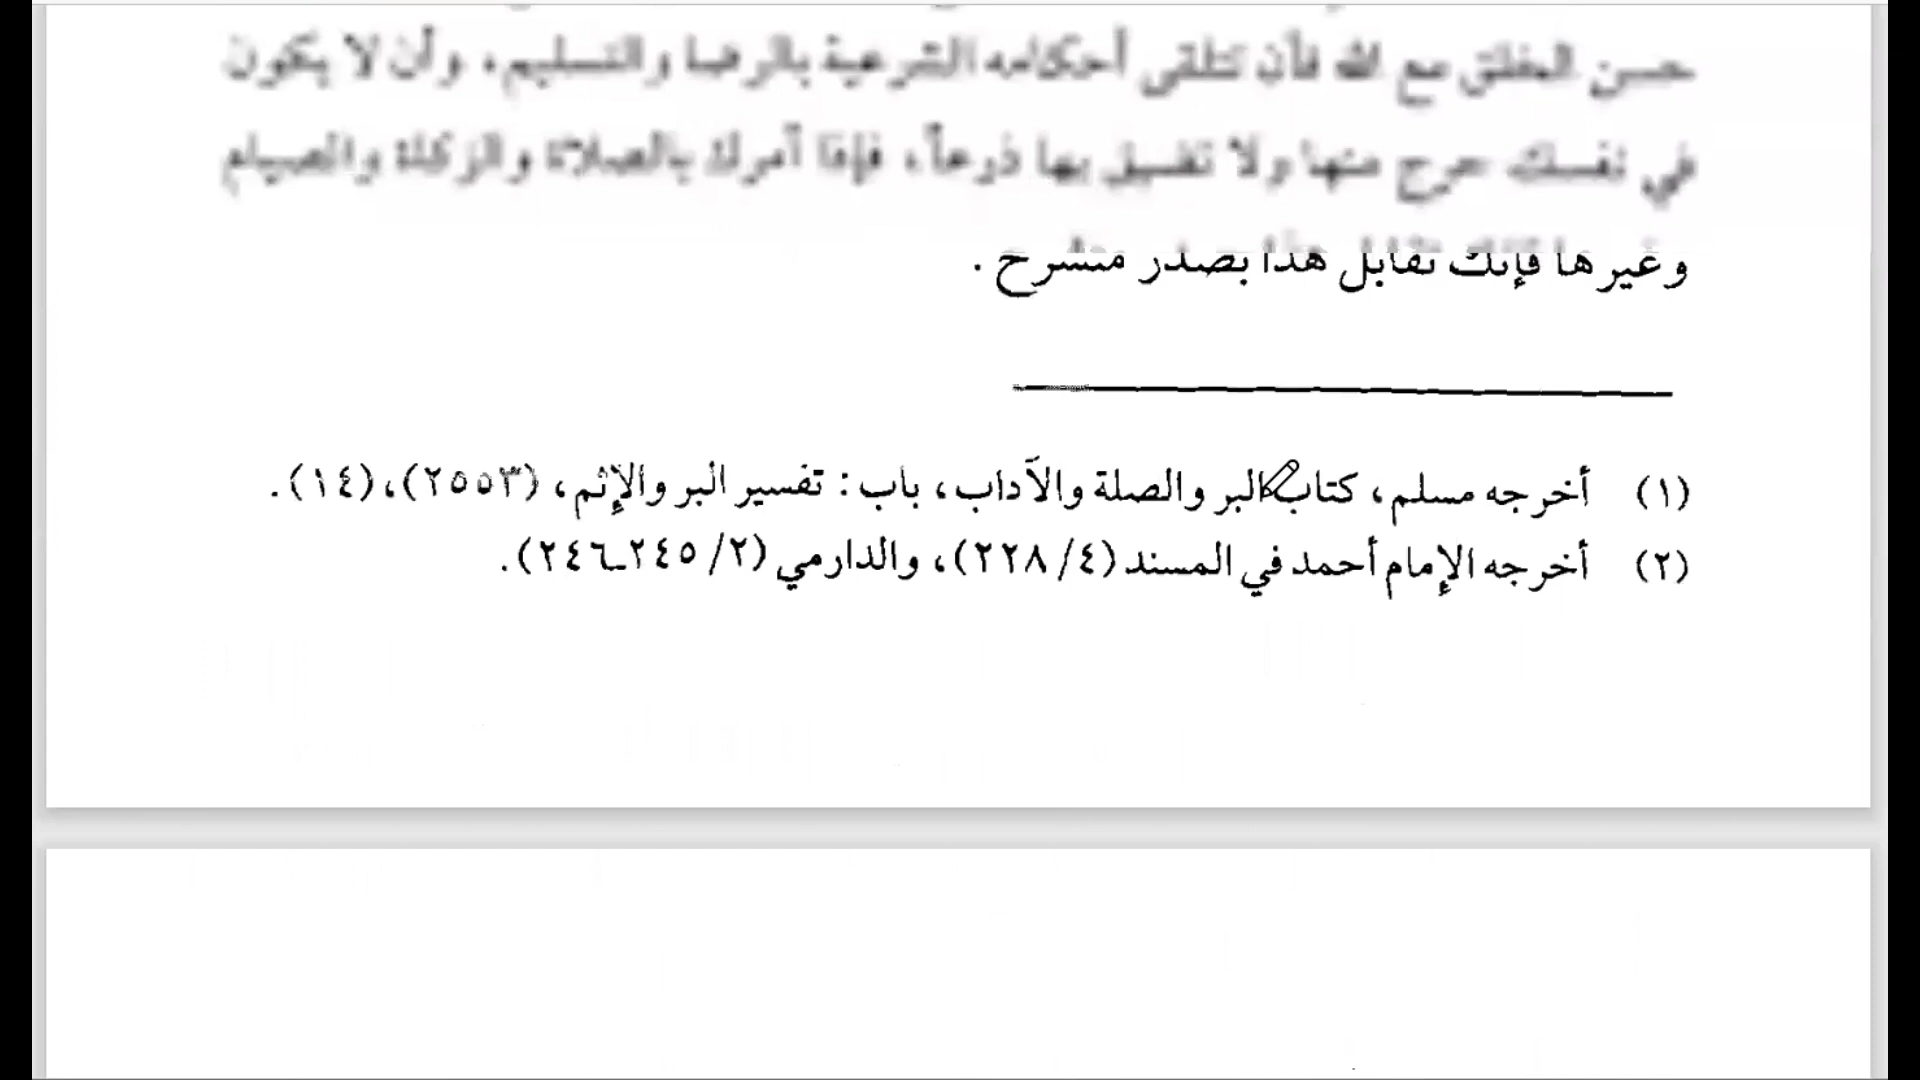 حسن الخلق مع الله فأن تتلقى أحكامه الشرعية بالرضا والتسليم، وأن لا يكون
في نفسك حرج منها ولا تضيق بها ذرعاً، فإذا أمرك بالصلاة والزكاة والصيام
وغيرها فإنك تقابل هذا بصدر منشرح.
(١) أخرجه مسلم، كتاب البر والصلة والآداب، باب: تفسير البر والإثم، (٢٥٥٣)، (١٤).
(٢) أخرجه الإمام أحمد في المسند (٤/ ٢٢٨)، والدارمي (٢/ ٢٤٥ـ٢٤٦).